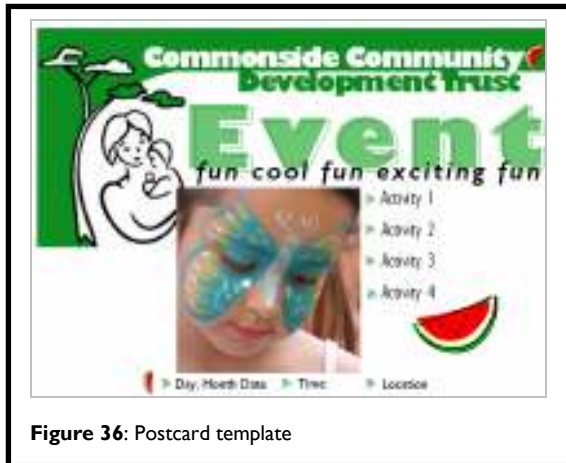 Commonside Community
Development Trust
Event
fun cool fun exciting fun
Activity 1
Activity 2
Activity 3
Activity 4
Day, Month Date Time Location
Figure 36: Postcard template